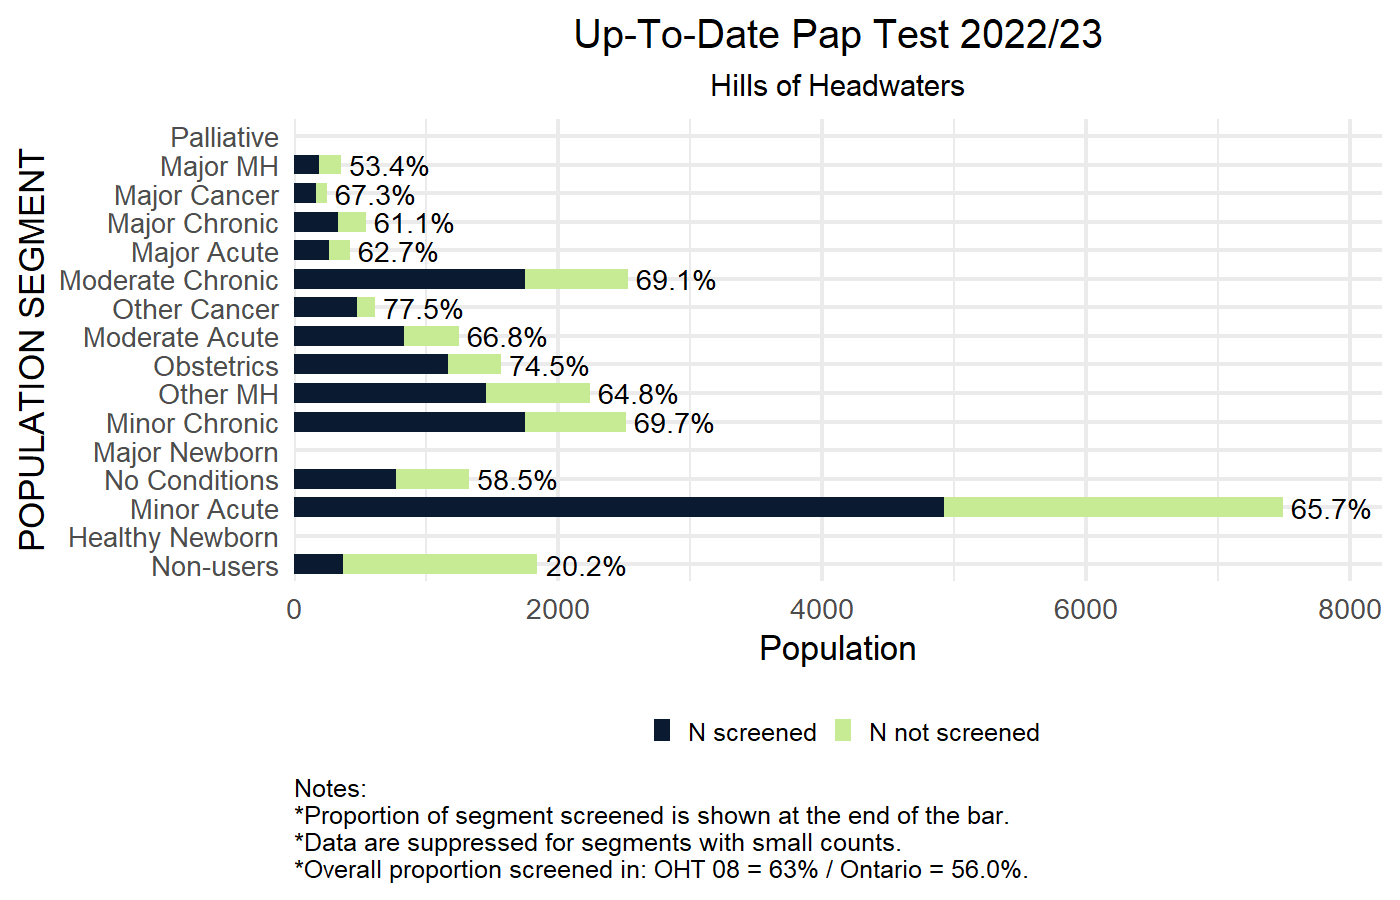 Up-To-Date Pap Test 2022/23
Hills of Headwaters
POPULATION SEGMENT
Palliative
Major MH 53.4%
Major Cancer 67.3%
Major Chronic 61.1%
Major Acute 62.7%
Moderate Chronic 69.1%
Other Cancer 77.5%
Moderate Acute 66.8%
Obstetrics 74.5%
Other MH 64.8%
Minor Chronic 69.7%
Major Newborn
No Conditions 58.5%
Minor Acute 65.7%
Healthy Newborn
Non-users 20.2%
0 2000 4000 6000 8000
Population
N screened N not screened
Notes:
*Proportion of segment screened is shown at the end of the bar.
*Data are suppressed for segments with small counts.
*Overall proportion screened in: OHT 08 = 63% / Ontario = 56.0%.